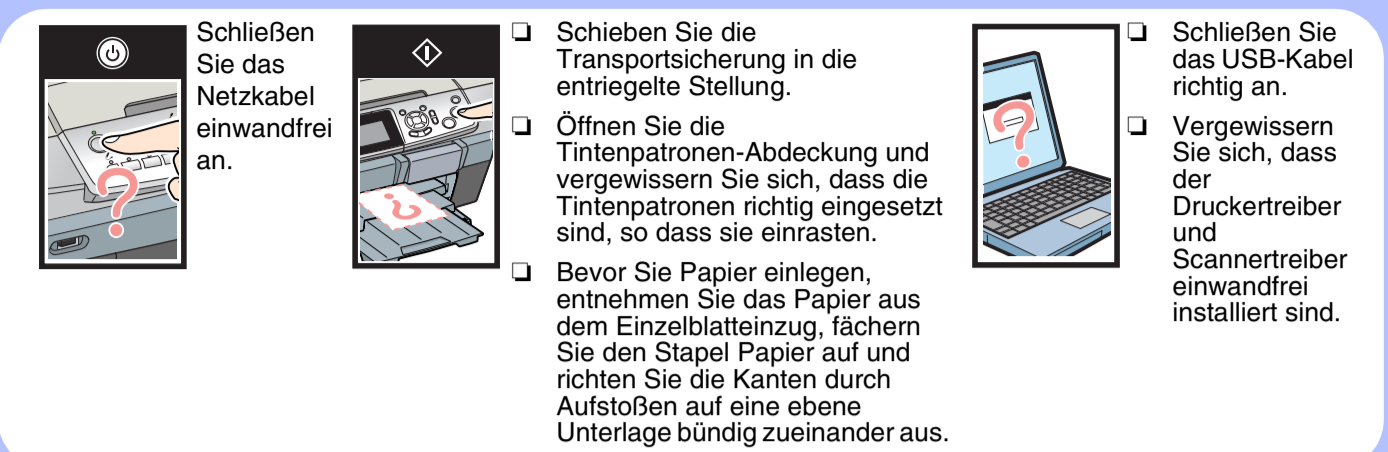 Schließen
Sie das
Netzkabel
einwandfrei
an.
❏ Schieben Sie die
Transportsicherung in die
entriegelte Stellung.
❏ Öffnen Sie die
Tintenpatronen-Abdeckung und
vergewissern Sie sich, dass die
Tintenpatronen richtig eingesetzt
sind, so dass sie einrasten.
❏ Bevor Sie Papier einlegen,
entnehmen Sie das Papier aus
dem Einzelblatteinzug, fächern
Sie den Stapel Papier auf und
richten Sie die Kanten durch
Aufstoßen auf eine ebene
Unterlage bündig zueinander aus.
❏ Schließen Sie
das USB-Kabel
richtig an.
❏ Vergewissern
Sie sich, dass
der
Druckertreiber
und
Scannertreiber
einwandfrei
installiert sind.